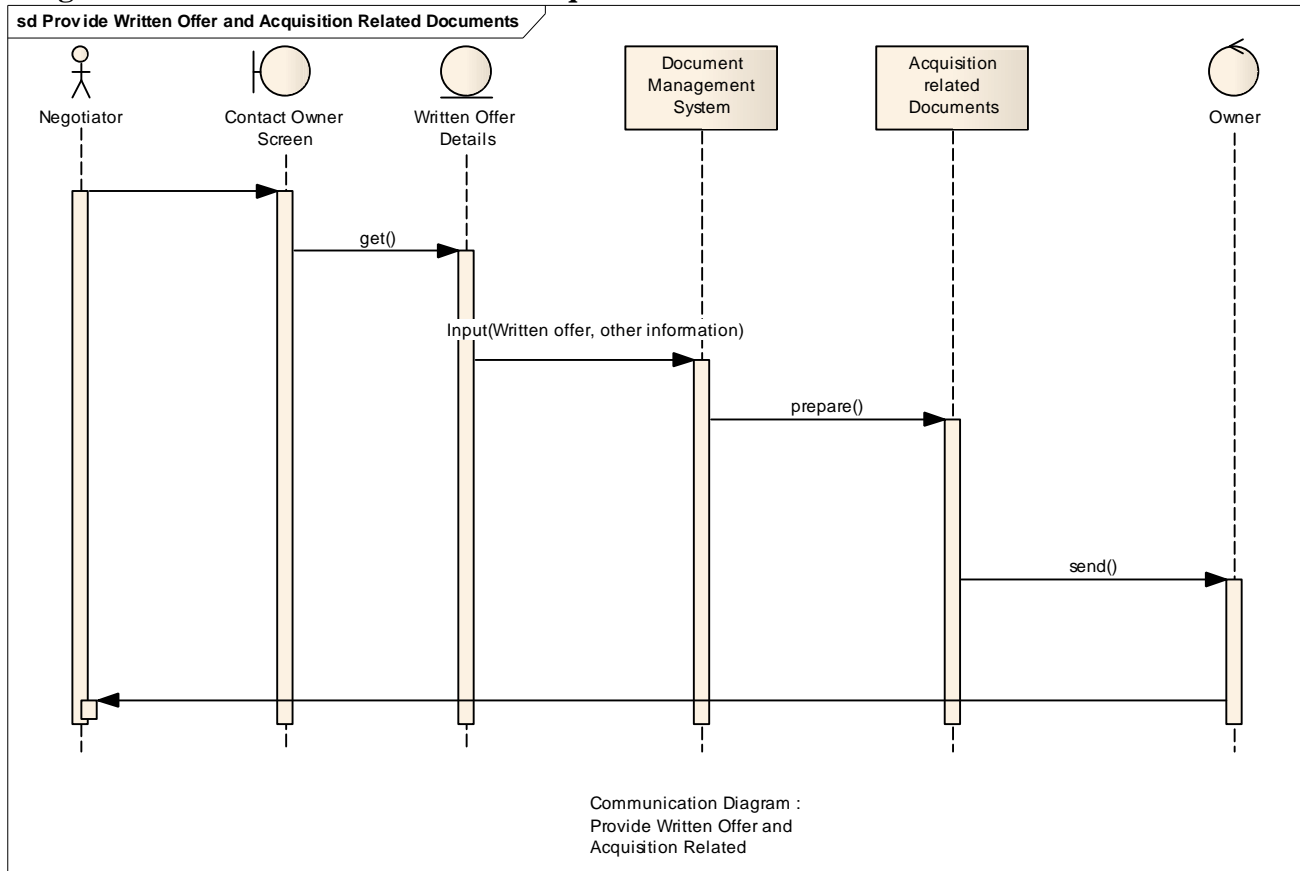 sd Provide Written Offer and Acquisition Related Documents
Negotiator
Contact Owner
Screen
Written Offer
Details
Document
Management
System
Acquisition
related
Documents
Owner
get()
Input(Written offer, other information)
prepare()
send()
Communication Diagram :
Provide Written Offer and
Acquisition Related